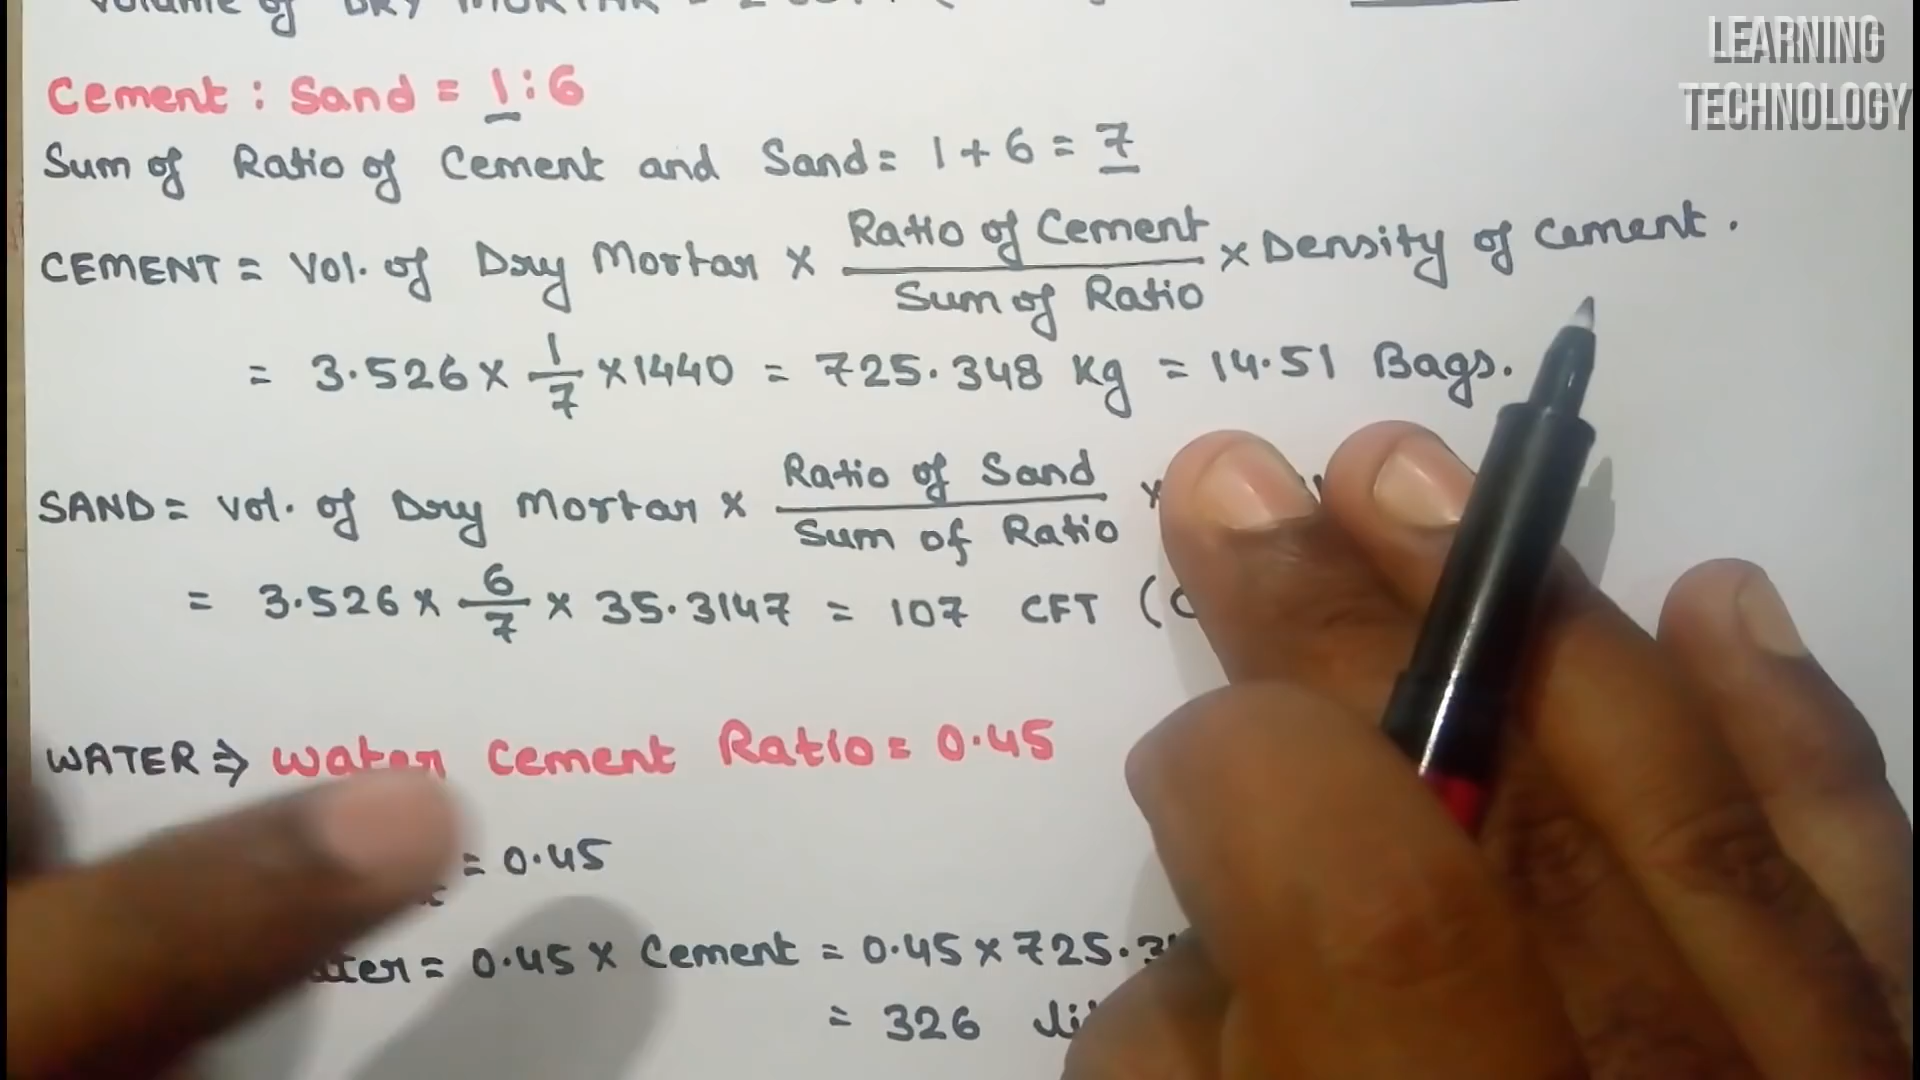 LEARNING
TECHNOLOGY
Volume of DRY
Cement : Sand = 1:6
Sum of Ratio of Cement and Sand = 1 + 6 = 7
CEMENT = Vol. of Dry Mortar × Ratio of Cement / Sum of Ratio × Density of Cement.
= 3.526 × 1/7 × 1440 = 725.348 Kg = 14.51 Bags.
SAND = Vol. of Dry Mortar × Ratio of Sand / Sum of Ratio ×
= 3.526 × 6/7 × 35.3147 = 107 CFT (
WATER ⇒ Water Cement Ratio = 0.45
= 0.45
= 0.45 × Cement = 0.45 × 725.3
= 326